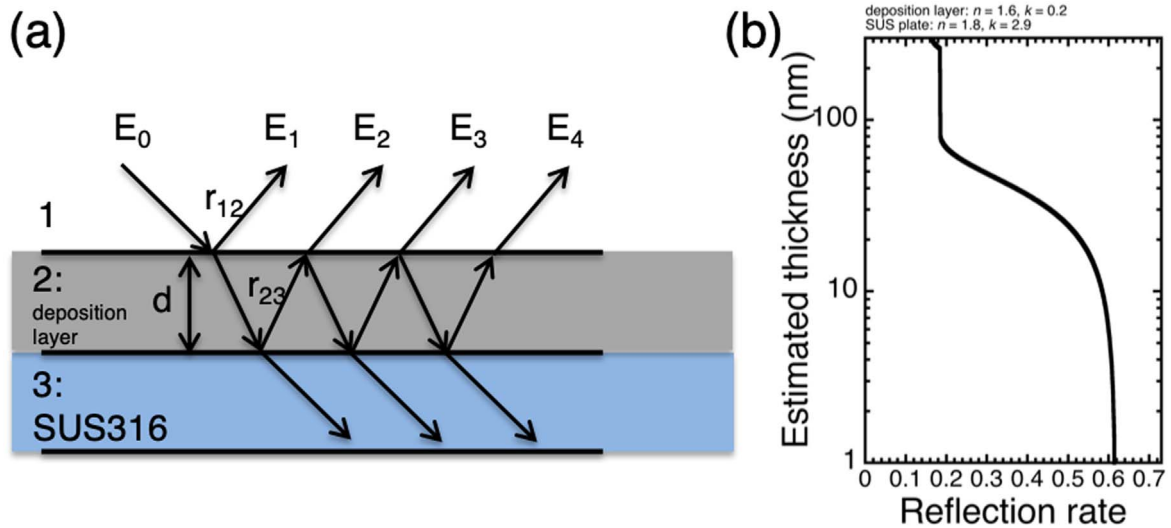 (a)
E0 E1 E2 E3 E4
r12
1
2:
deposition
layer
d
r23
3:
SUS316
(b)
deposition layer: n = 1.6, k = 0.2
SUS plate: n = 1.8, k = 2.9
Estimated thickness (nm)
100
10
1
0 0.1 0.2 0.3 0.4 0.5 0.6 0.7
Reflection rate